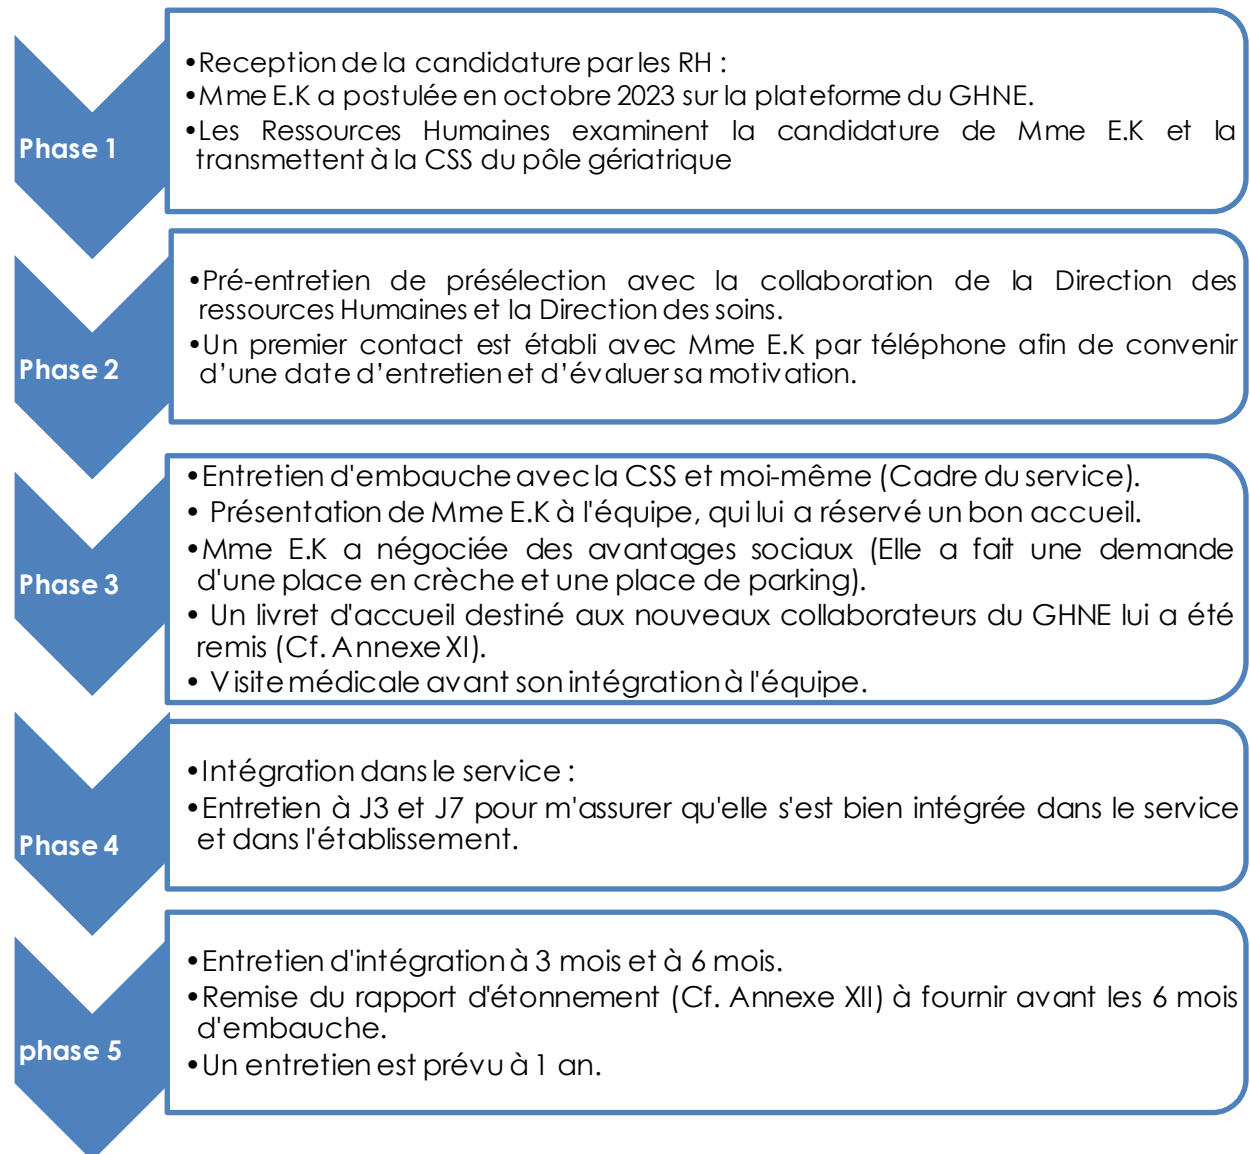 Phase 1
•Reception de la candidature par les RH :
•Mme E.K a postulée en octobre 2023 sur la plateforme du GHNE.
•Les Ressources Humaines examinent la candidature de Mme E.K et la
transmettent à la CSS du pôle gériatrique
Phase 2
•Pré-entretien de présélection avec la collaboration de la Direction des
ressources Humaines et la Direction des soins.
•Un premier contact est établi avec Mme E.K par téléphone afin de convenir
d’une date d’entretien et d’évaluer sa motivation.
Phase 3
•Entretien d'embauche avec la CSS et moi-même (Cadre du service).
• Présentation de Mme E.K à l'équipe, qui lui a réservé un bon accueil.
•Mme E.K a négociée des avantages sociaux (Elle a fait une demande
d'une place en crèche et une place de parking).
• Un livret d'accueil destiné aux nouveaux collaborateurs du GHNE lui a été
remis (Cf. Annexe XI).
• Visite médicale avant son intégration à l'équipe.
Phase 4
•Intégration dans le service :
•Entretien à J3 et J7 pour m'assurer qu'elle s'est bien intégrée dans le service
et dans l'établissement.
phase 5
•Entretien d'intégration à 3 mois et à 6 mois.
•Remise du rapport d'étonnement (Cf. Annexe XII) à fournir avant les 6 mois
d'embauche.
•Un entretien est prévu à 1 an.